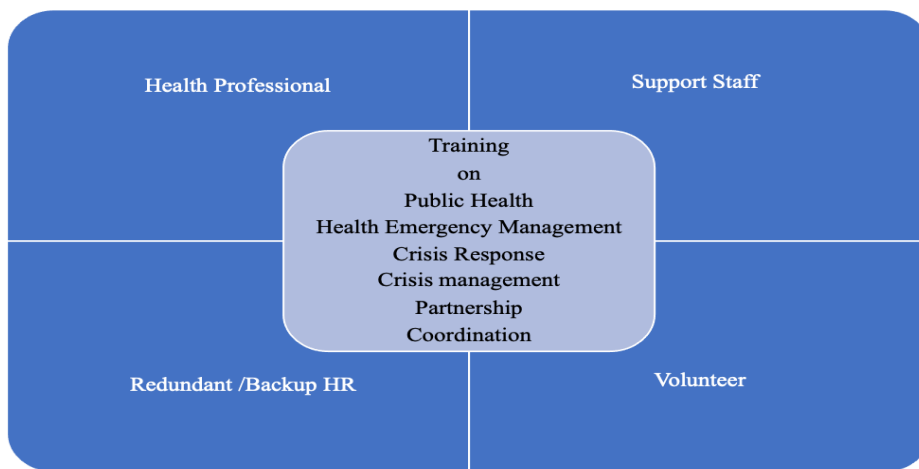 Health Professional
Support Staff
Training
on
Public Health
Health Emergency Management
Crisis Response
Crisis management
Partnership
Coordination
Redundant /Backup HR
Volunteer